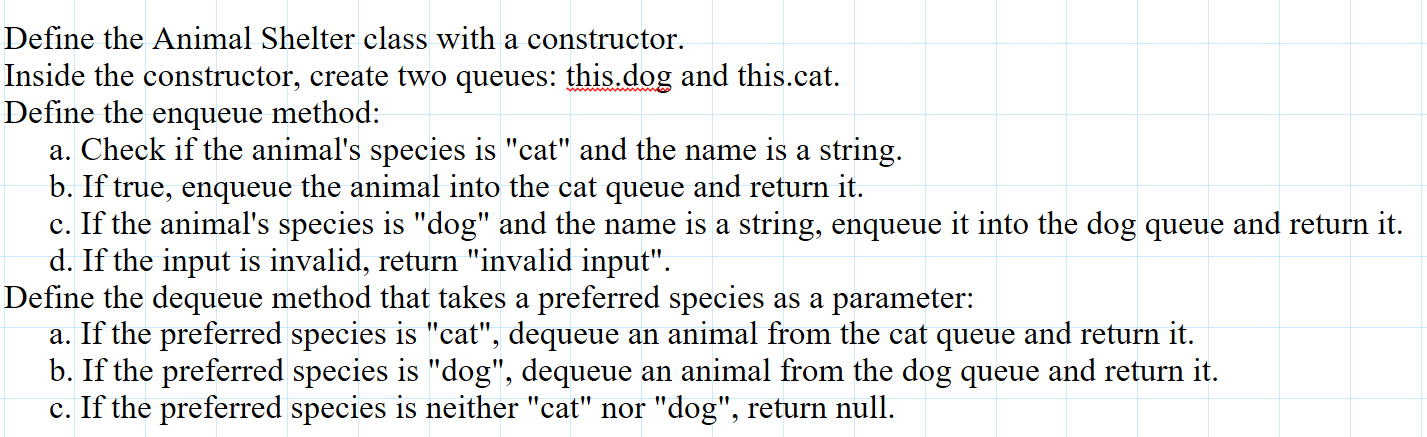 Define the Animal Shelter class with a constructor.
Inside the constructor, create two queues: this.dog and this.cat.
Define the enqueue method:
a. Check if the animal's species is "cat" and the name is a string.
b. If true, enqueue the animal into the cat queue and return it.
c. If the animal's species is "dog" and the name is a string, enqueue it into the dog queue and return it.
d. If the input is invalid, return "invalid input".
Define the dequeue method that takes a preferred species as a parameter:
a. If the preferred species is "cat", dequeue an animal from the cat queue and return it.
b. If the preferred species is "dog", dequeue an animal from the dog queue and return it.
c. If the preferred species is neither "cat" nor "dog", return null.